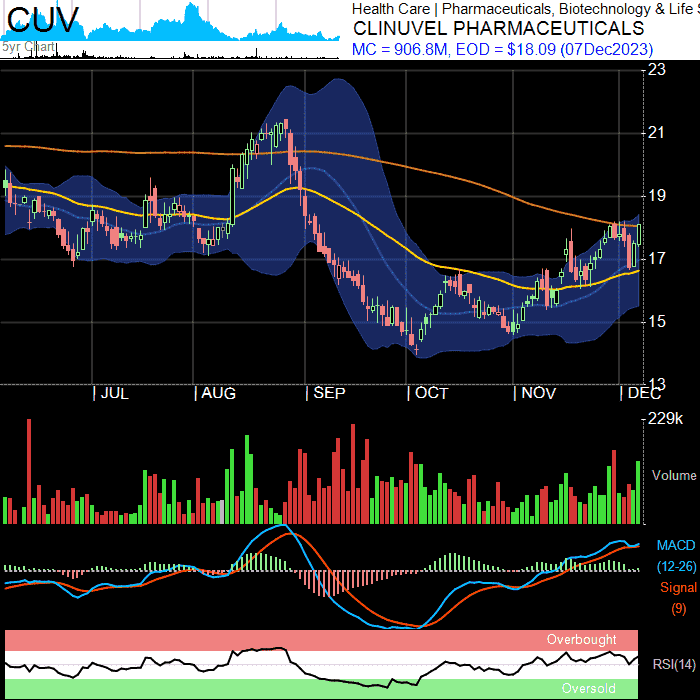 CUV
5yr Chart
Health Care | Pharmaceuticals, Biotechnology & Life S
CLINUVEL PHARMACEUTICALS
MC = 906.8M, EOD = $18.09 (07Dec2023)
23
21
19
17
15
13
| JUL | AUG | SEP | OCT | NOV | DEC
229k
Volume
MACD
(12-26)
Signal
(9)
Overbought
RSI(14)
Oversold